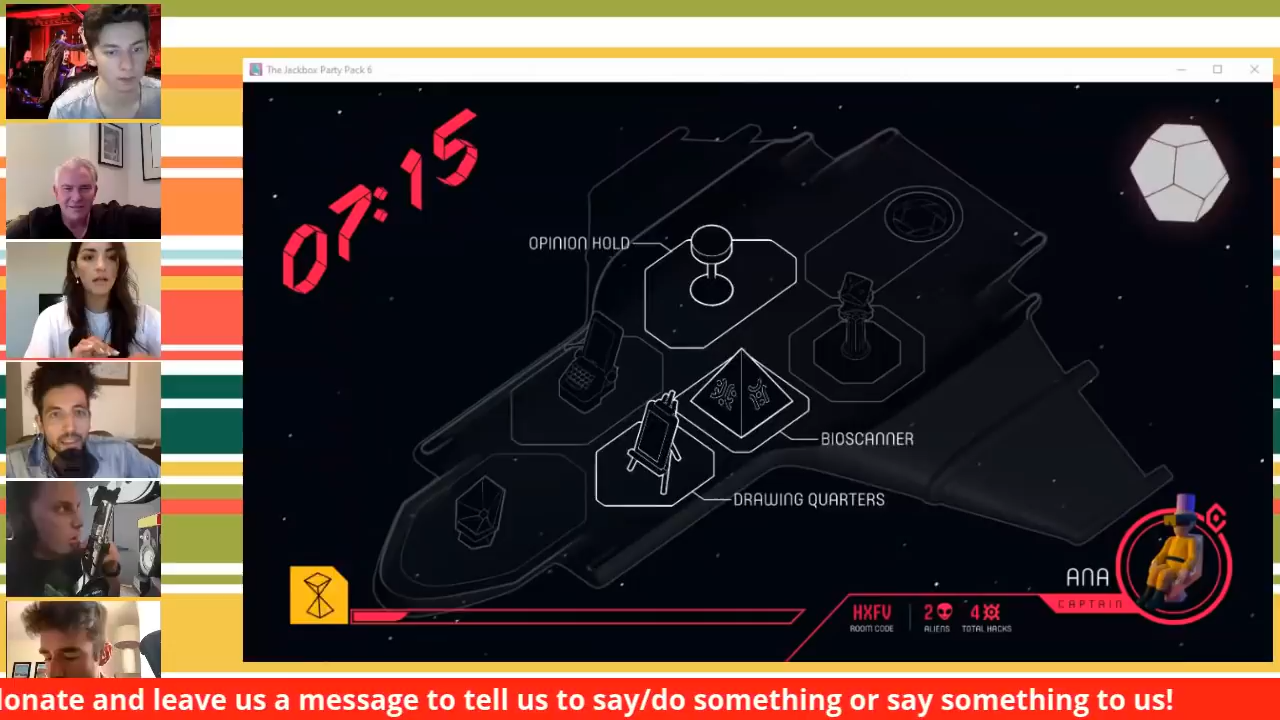 The Jackbox Party Pack 6
07:15
OPINION HOLD
BIOSCANNER
DRAWING QUARTERS
ANA
CAPTAIN
HXFV 2 4
ROOM CODE ALIENS TOTAL HACKS
donate and leave us a message to tell us to say/do something or say something to us!